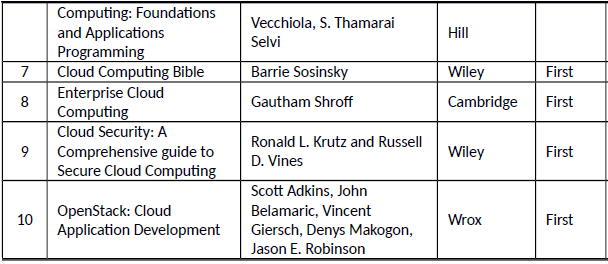 Computing: Foundations
and Applications
Programming
Vecchiola, S. Thamarai
Selvi
Hill
7 Cloud Computing Bible Barrie Sosinsky Wiley First
8 Enterprise Cloud
Computing Gautham Shroff Cambridge First
9 Cloud Security: A
Comprehensive guide to
Secure Cloud Computing
Ronald L. Krutz and Russell
D. Vines
Wiley First
10 OpenStack: Cloud
Application Development
Scott Adkins, John
Belamaric, Vincent
Giersch, Denys Makogon,
Jason E. Robinson
Wrox First